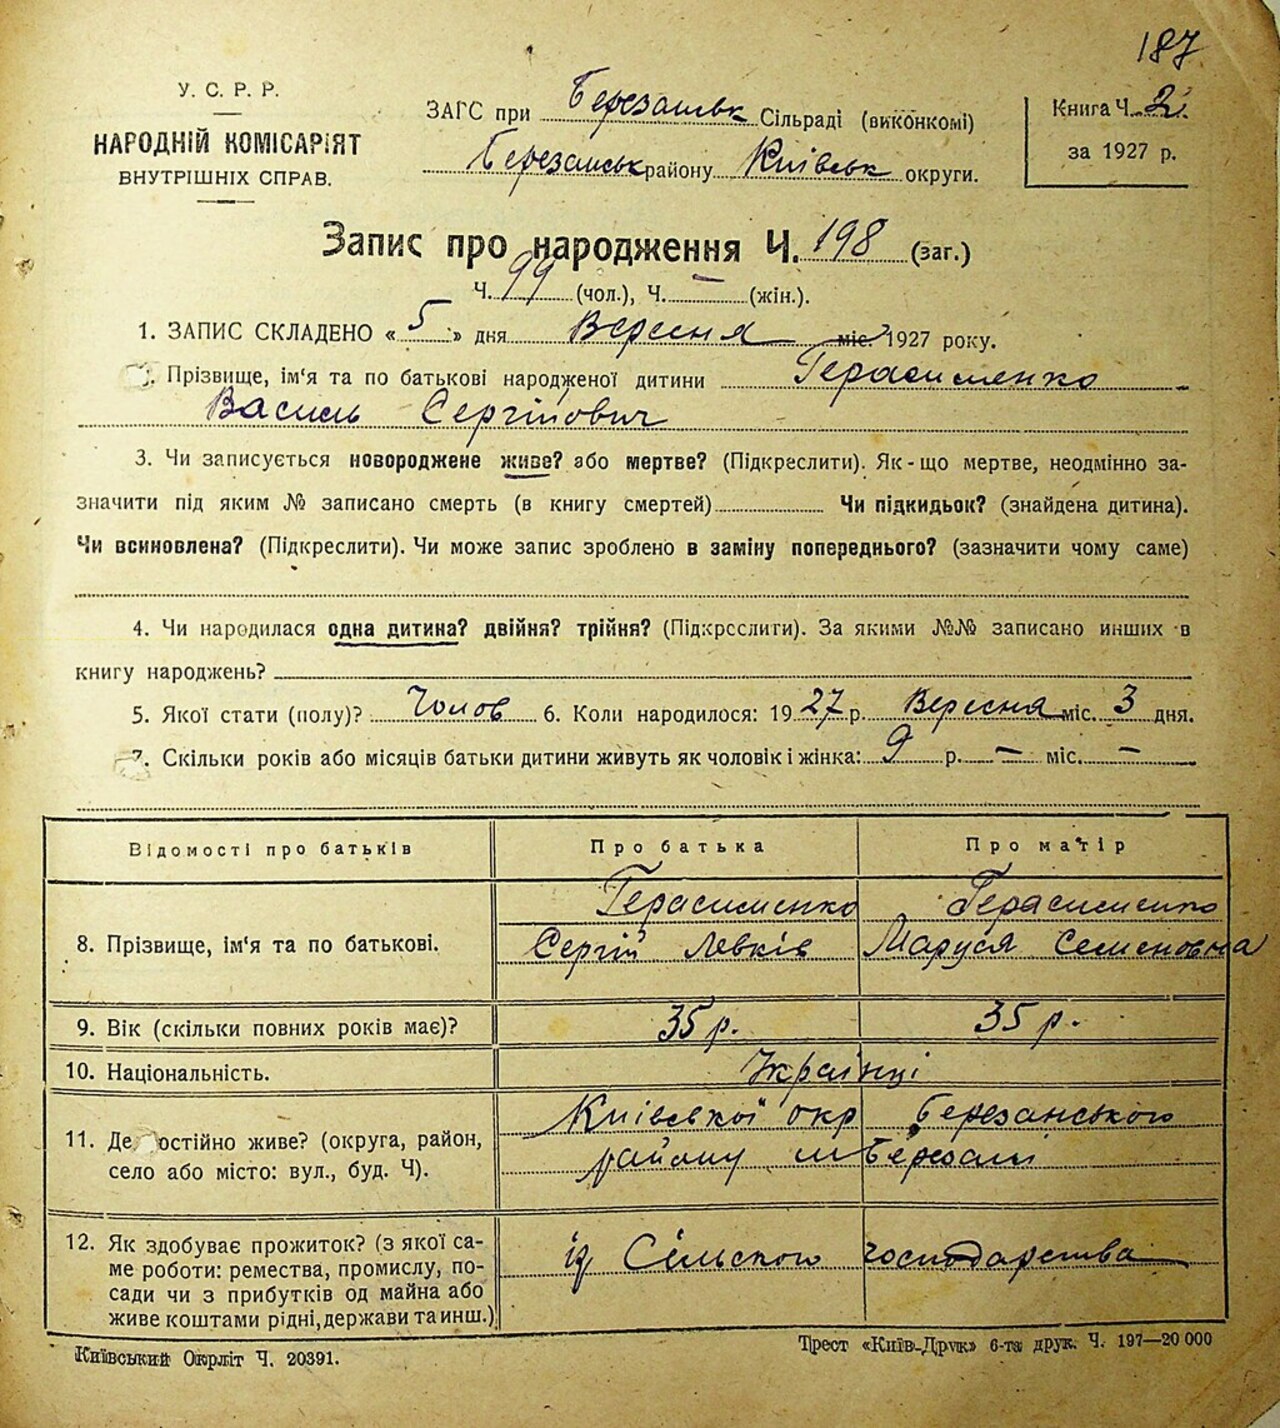 187
У. С. Р. Р.
НАРОДНІЙ КОМІСАРІЯТ
ВНУТРІШНІХ СПРАВ.
ЗАГС при Березанськ Сільраді (виконкомі)
Березанськ району Київськ округи.
Книга Ч. 2.
за 1927 р.
Запис про народження Ч. 198 (заг.)
Ч. 99 (чол.), Ч. — (жін.).
1. ЗАПИС СКЛАДЕНО «5» дня Вересня міс. 1927 року.
2. Прізвище, ім'я та по батькові народженої дитини Герасименко
Василь Сергійович
3. Чи записується новороджене живе? або мертве? (Підкреслити). Як-що мертве, неодмінно за-
значити під яким № записано смерть (в книгу смертей) Чи підкидьок? (знайдена дитина).
Чи всиновлена? (Підкреслити). Чи може запис зроблено в заміну попереднього? (зазначити чому саме)
4. Чи народилася одна дитина? двійня? трійня? (Підкреслити). За якими №№ записано инших в
книгу народжень?
5. Якої стати (полу)? Чолов 6. Коли народилося: 1927 р. Вересня міс. 3 дня.
7. Скільки років або місяців батьки дитини живуть як чоловік і жінка: 9 р. — міс. —
Відомості про батьків Про батька Про матір
8. Прізвище, ім'я та по батькові. Герасименко Сергій Левків Герасименко Маруся Семеновна
9. Вік (скільки повних років має)? 35 р. 35 р.
10. Національність. Українці
11. Де остійно живе? (округа, район, Київської окр Березанського
село або місто: вул., буд. Ч). району м Березані
12. Як здобуває прожиток? (з якої са- із Сільского господарства
ме роботи: ремества, промислу, по-
сади чи з прибутків од майна або
живе коштами рідні, держави та инш.)
Київський Окрліт Ч. 20391.
Трест «Київ-Друк» 6-та друк. Ч. 197—20 000